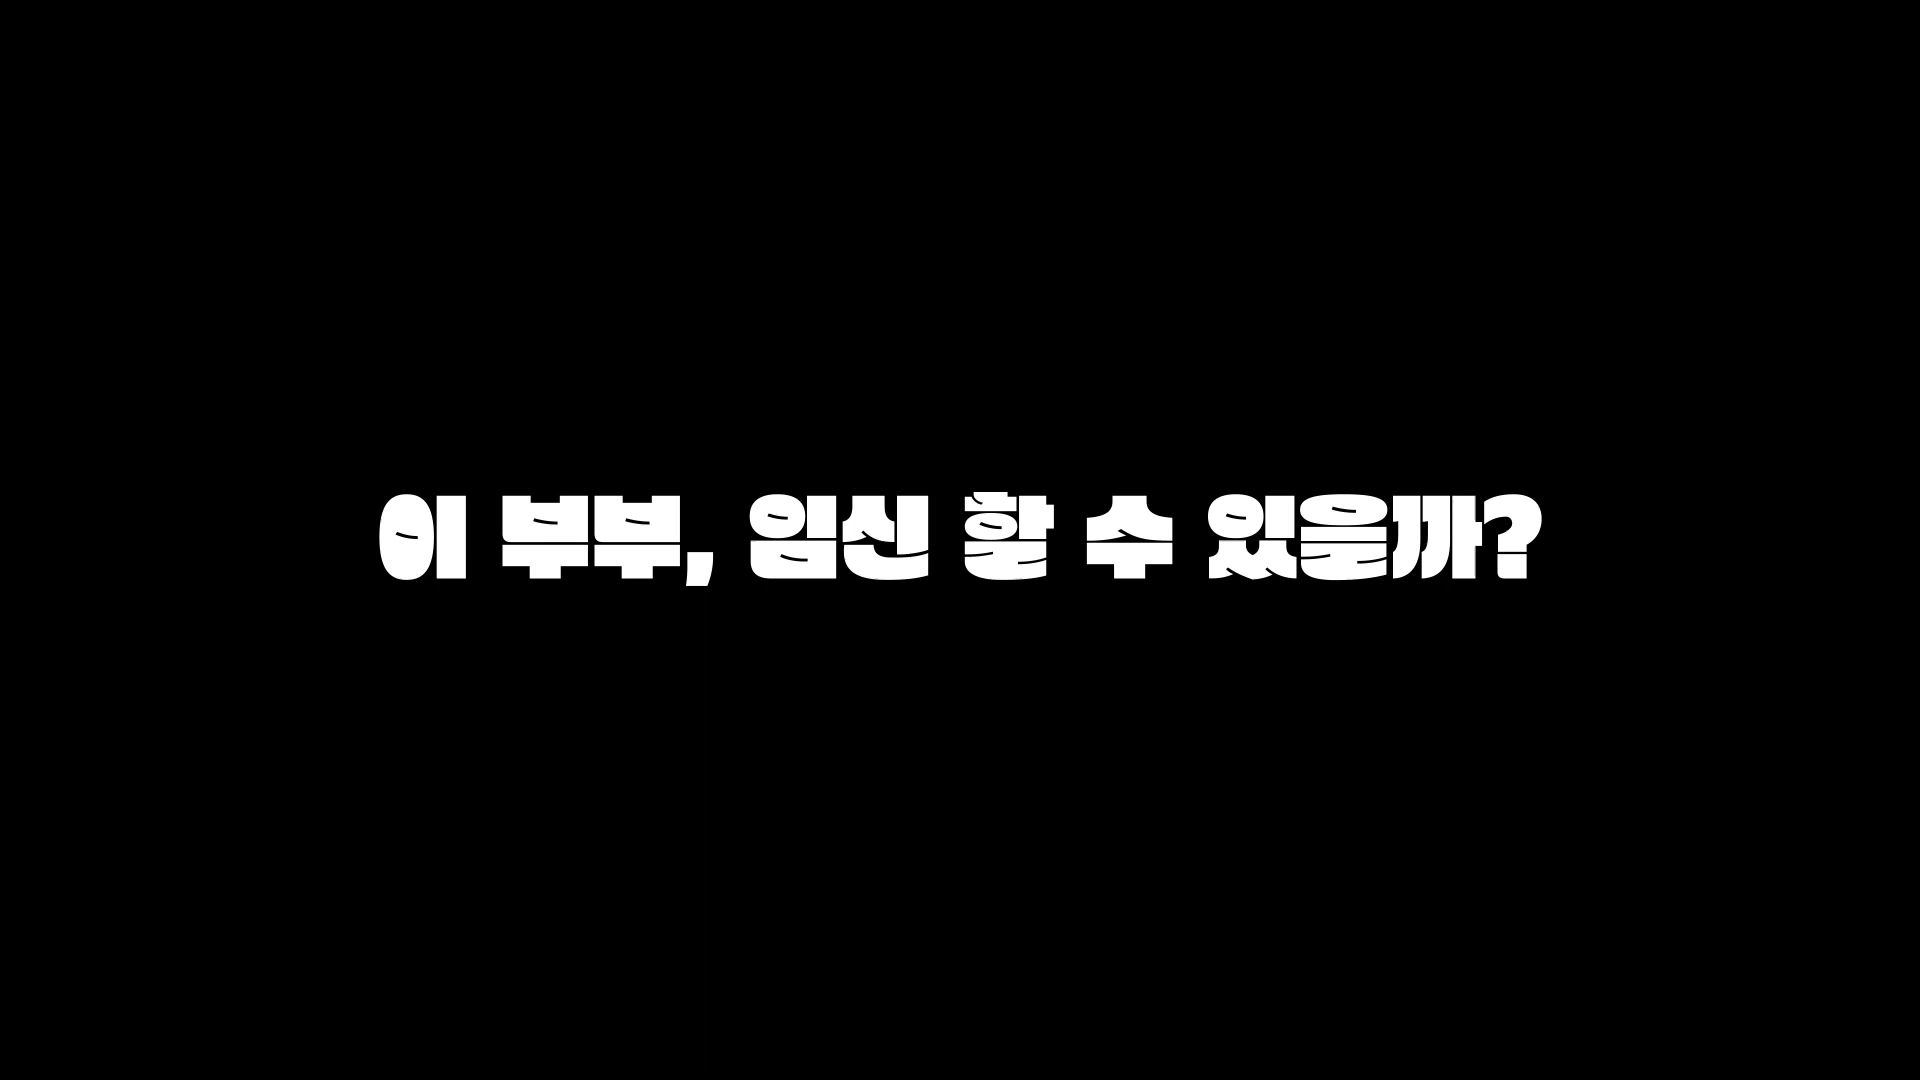 이 부부, 임신 할 수 있을까?